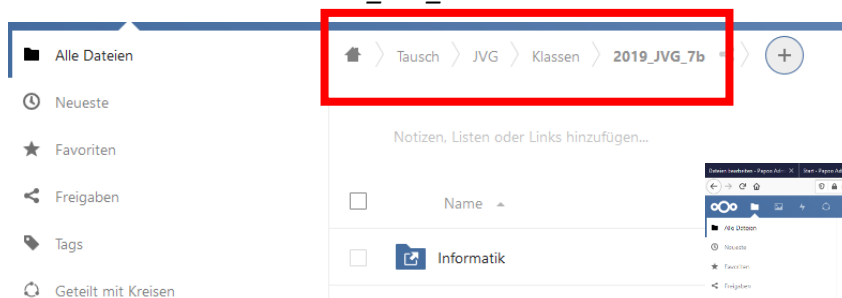 Alle Dateien
Tausch JVG Klassen 2019_JVG_7b
Neueste
Notizen, Listen oder Links hinzufügen...
Favoriten
Freigaben
Name
Tags
Informatik
Geteilt mit Kreisen
Alle Dateien
Neueste
Favoriten
Freigaben